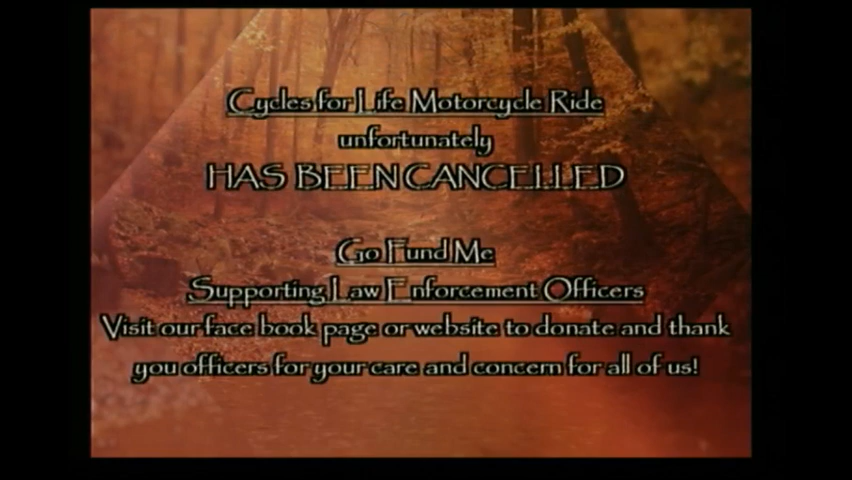 Cycles for Life Motorcycle Ride
unfortunately
HAS BEEN CANCELLED
Go Fund Me
Supporting Law Enforcement Officers
Visit our face book page or website to donate and thank
you officers for your care and concern for all of us!